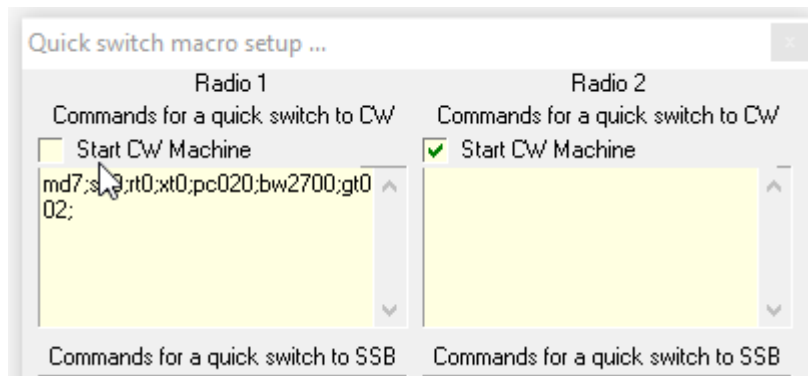 Quick switch macro setup ...
Radio 1
Commands for a quick switch to CW
Start CW Machine
md7;s 0;rt0;xt0;pc020;bw2700;gt0
02;
Commands for a quick switch to SSB
Radio 2
Commands for a quick switch to CW
Start CW Machine
Commands for a quick switch to SSB